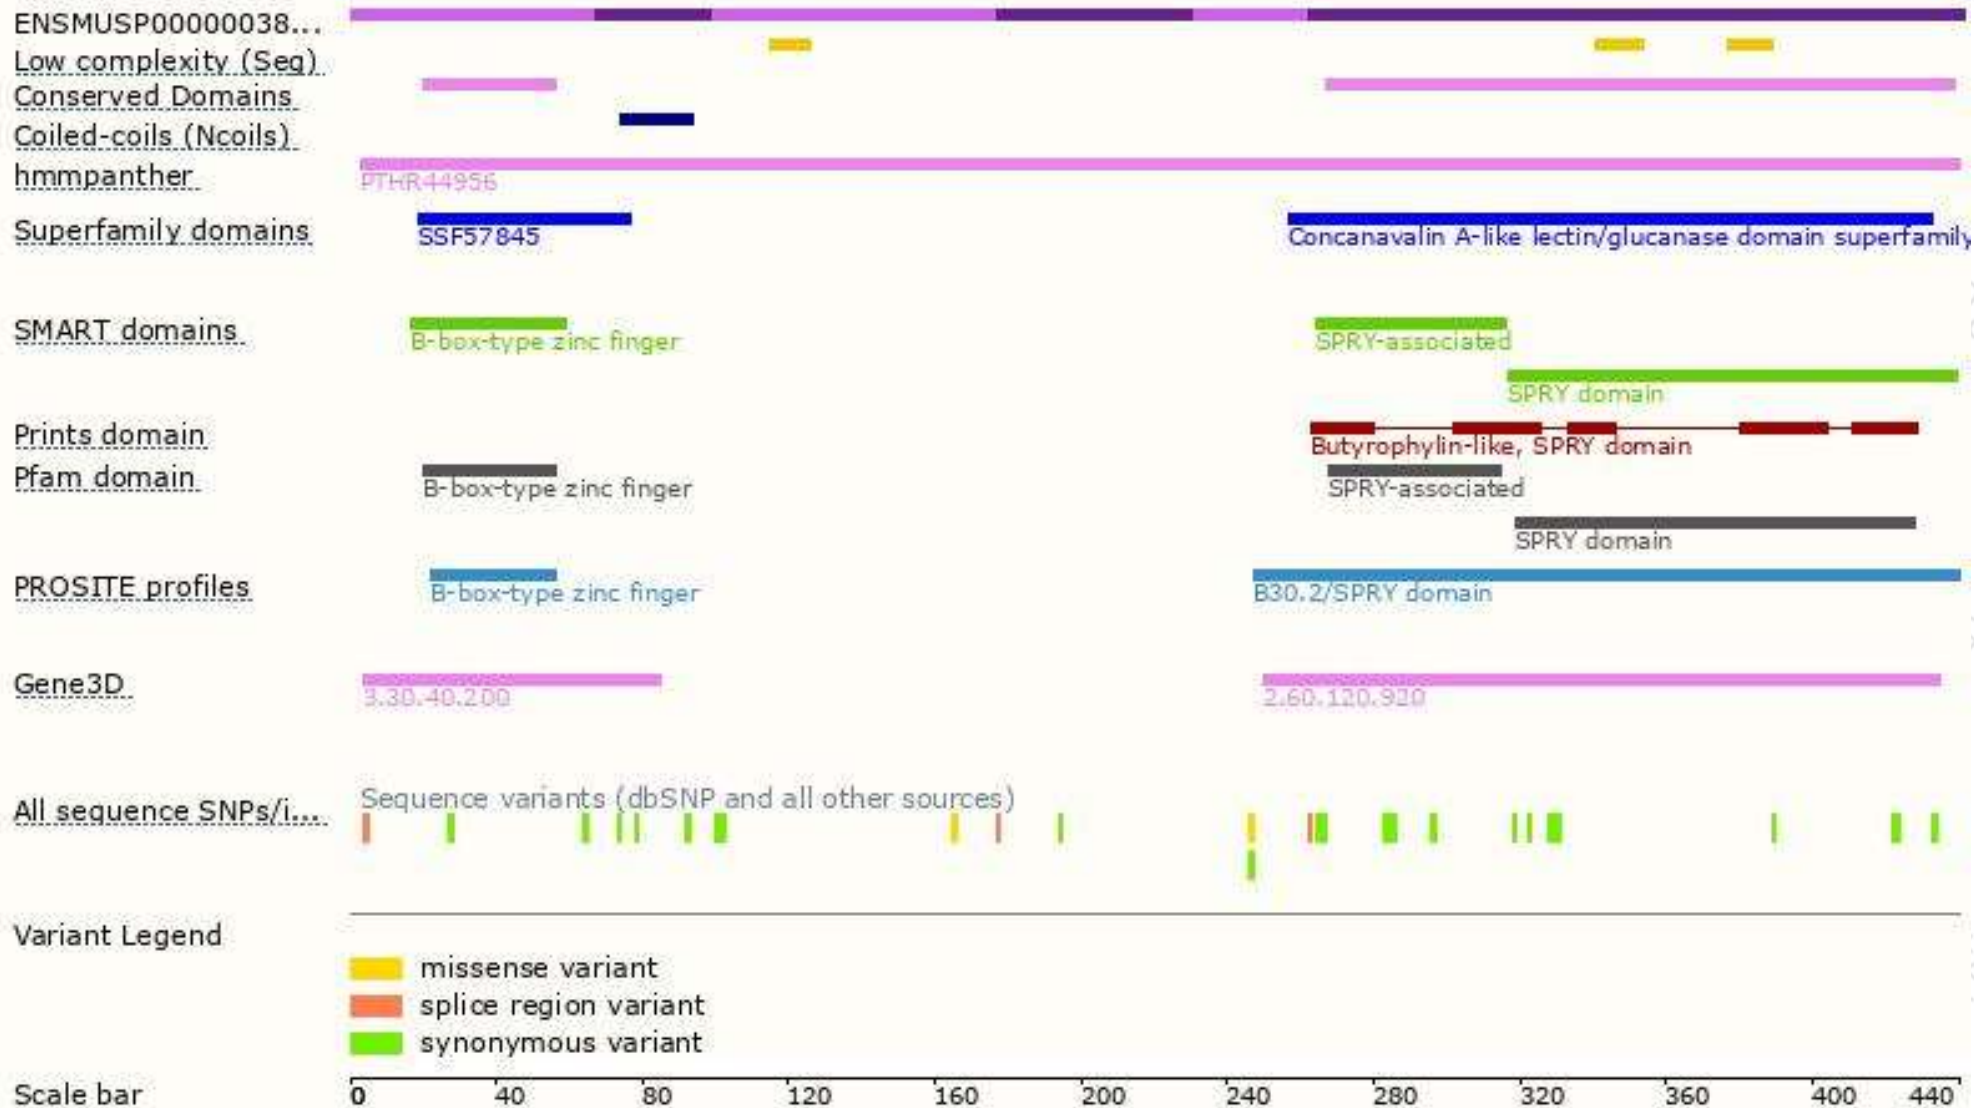 ENSMUSP00000038...
Low complexity (Seg)
Conserved Domains
Coiled-coils (Ncoils)
hmmpanther
PTHR44956
Superfamily domains
SSF57845
Concanavalin A-like lectin/glucanase domain superfamily
SMART domains
B-box-type zinc finger
SPRY-associated
SPRY domain
Prints domain
Butyrophylin-like, SPRY domain
Pfam domain
B-box-type zinc finger
SPRY-associated
SPRY domain
PROSITE profiles
B-box-type zinc finger
B30.2/SPRY domain
Gene3D
3.30.40.200
2.60.120.920
All sequence SNPs/i...
Sequence variants (dbSNP and all other sources)
Variant Legend
missense variant
splice region variant
synonymous variant
Scale bar
0 40 80 120 160 200 240 280 320 360 400 440